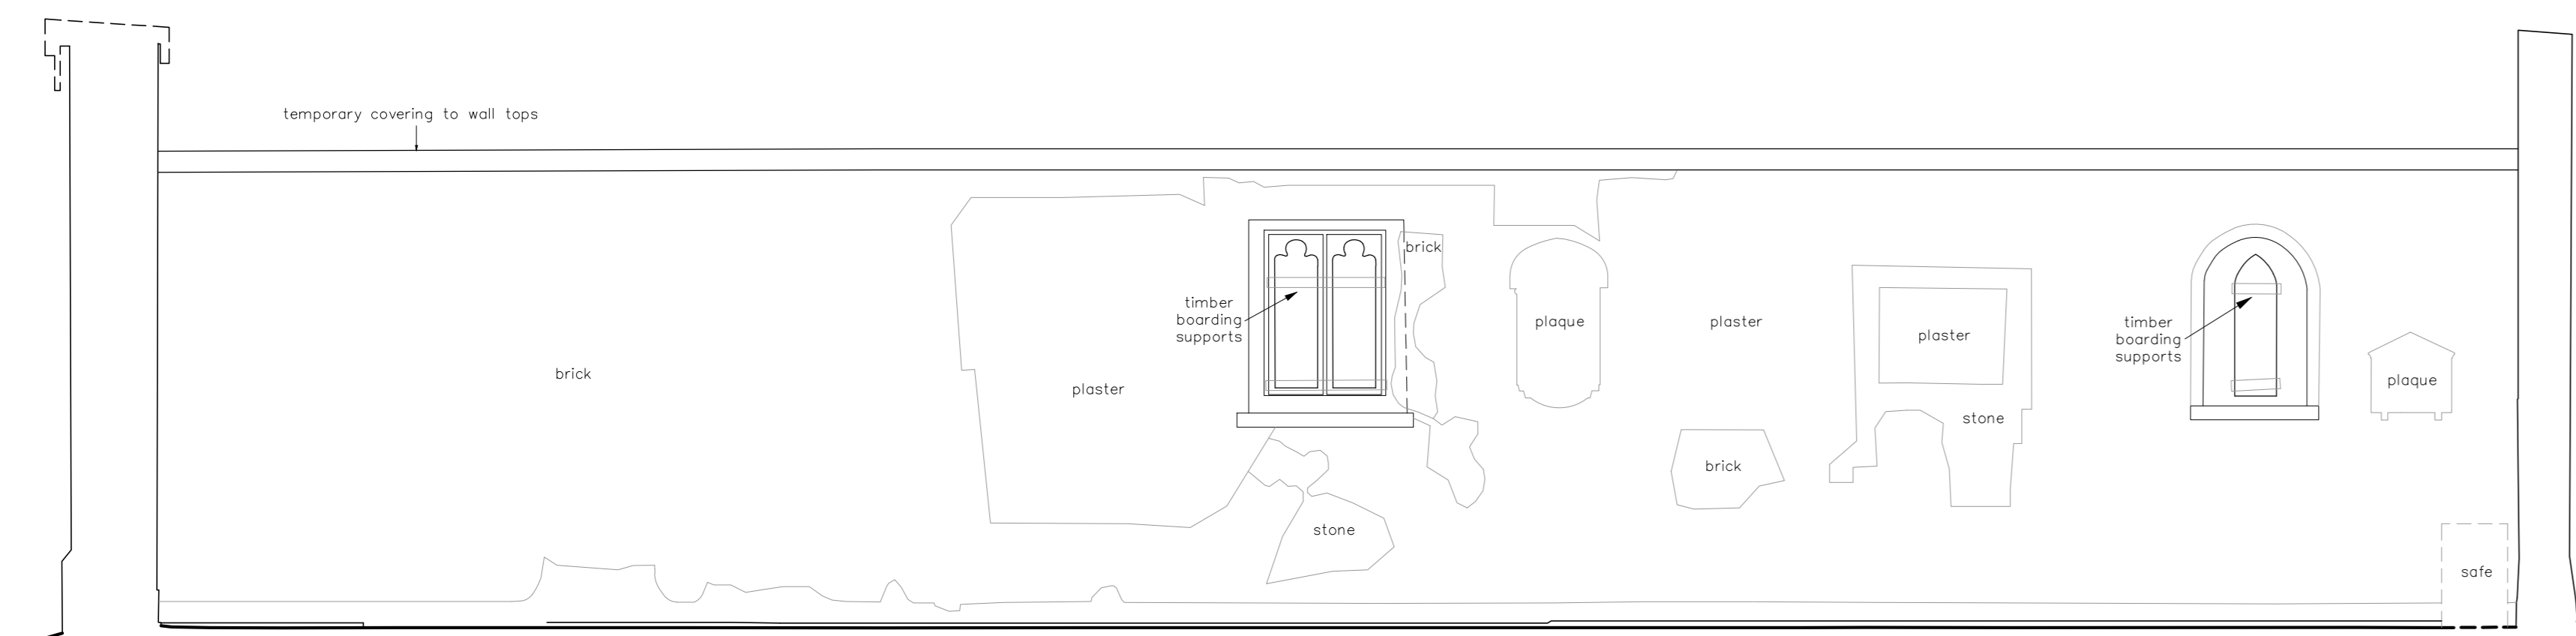 temporary covering to wall tops
brick
timber
boarding
supports
plaque
plaster
plaster
timber
boarding
supports
brick
plaster
plaque
stone
brick
stone
safe